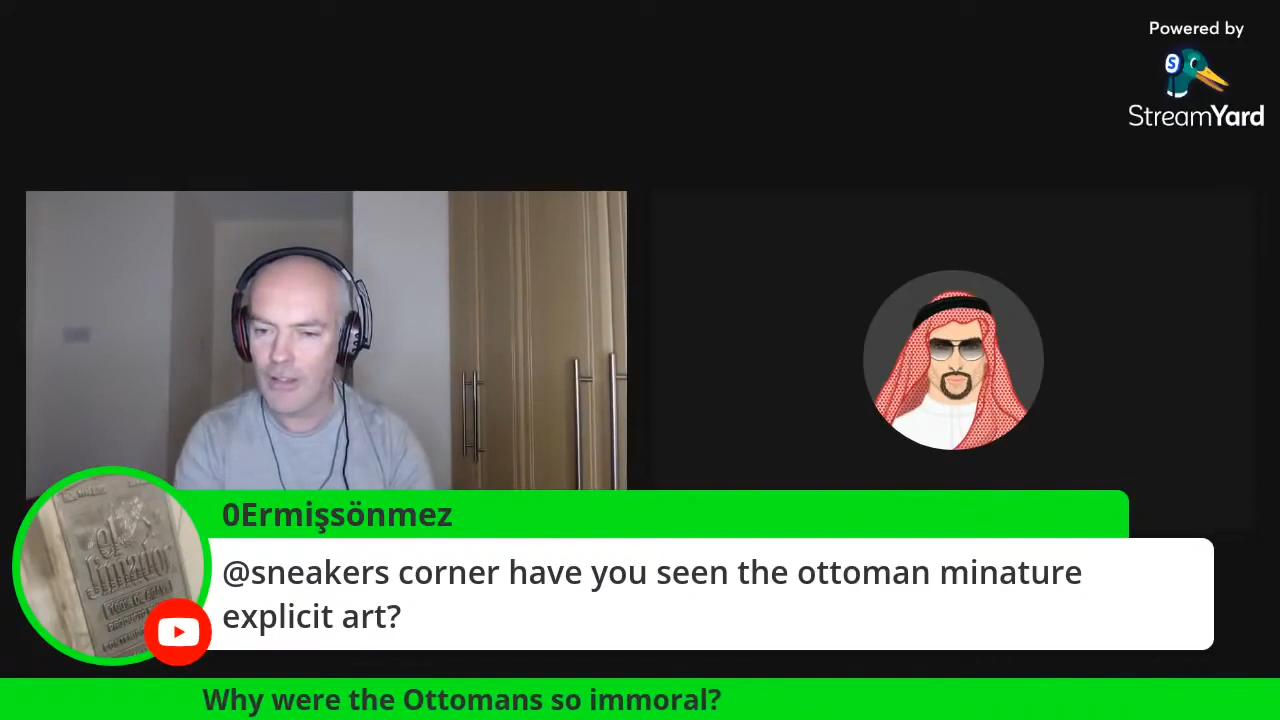 Powered by
StreamYard
0Ermişsönmez
@sneakers corner have you seen the ottoman minature
explicit art?
Why were the Ottomans so immoral?